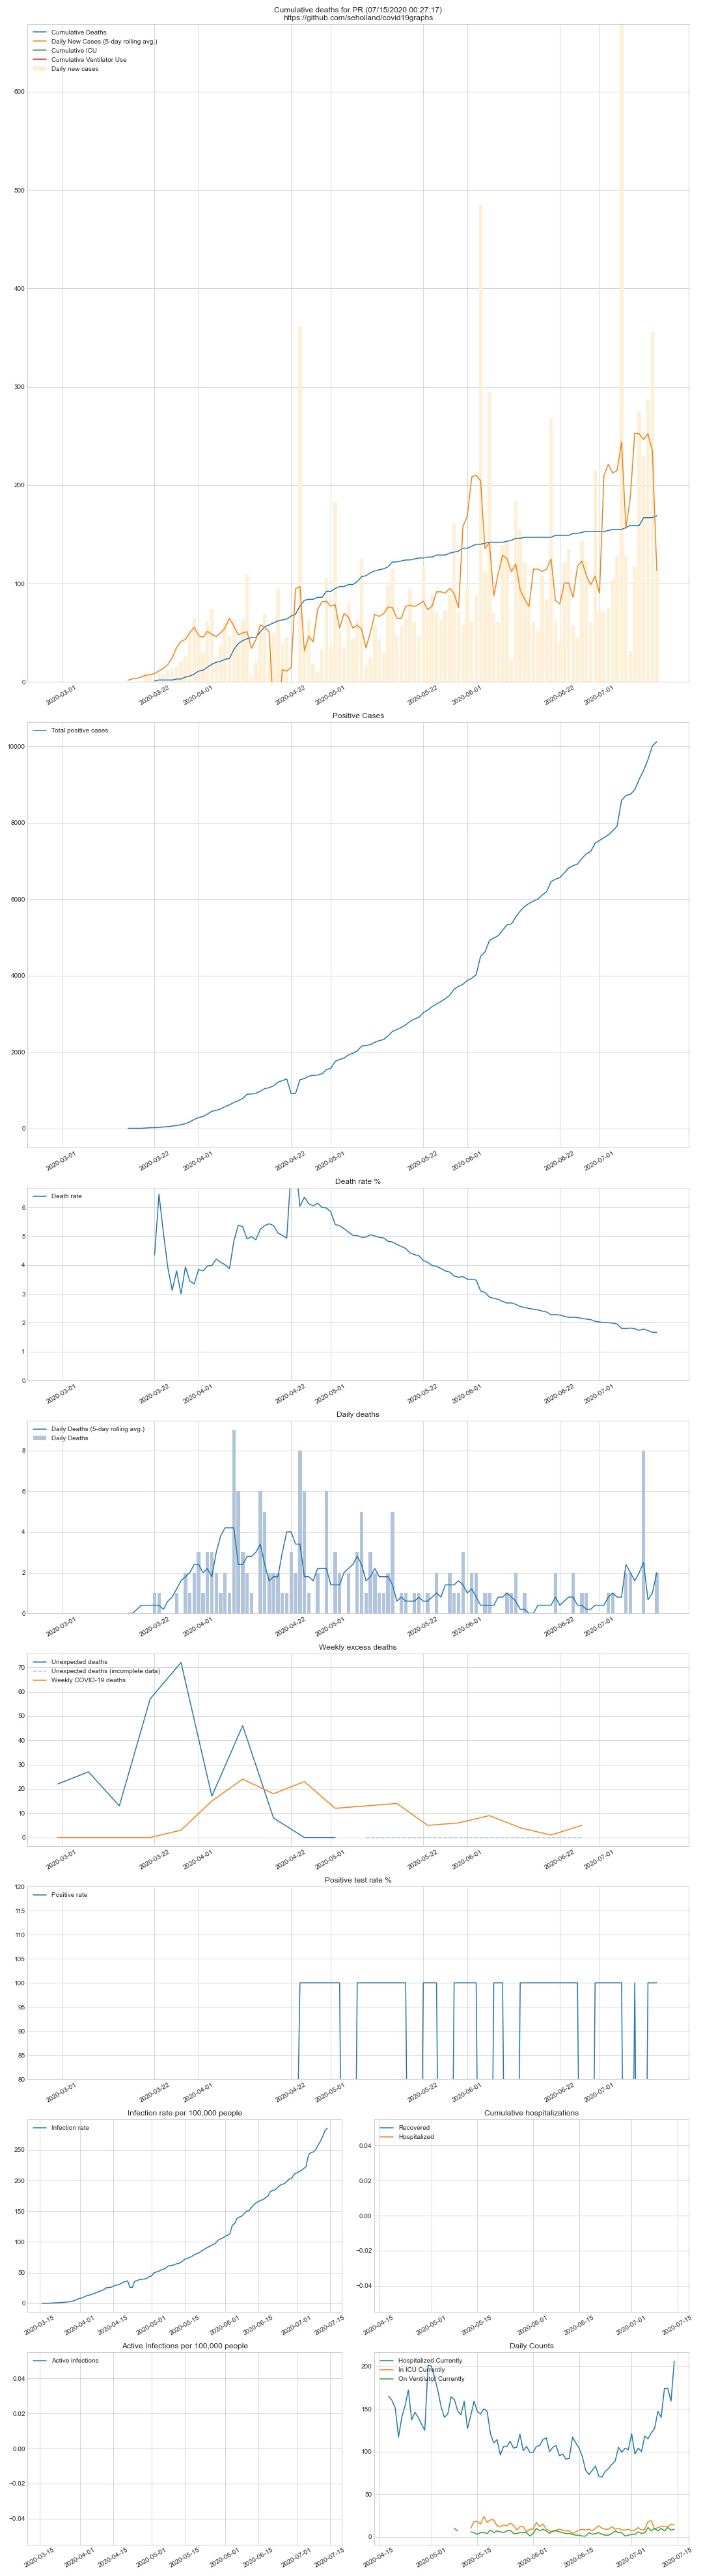 Cumulative deaths for PR (07/15/2020 00:27:17)
https://github.com/seholland/covid19graphs
Cumulative Deaths
Daily New Cases (5-day rolling avg.)
Cumulative ICU
Cumulative Ventilator Use
Daily new cases
600
500
400
300
200
100
0
2020-03-01 2020-03-22 2020-04-01 2020-04-22 2020-05-01 2020-05-22 2020-06-01 2020-06-22 2020-07-01
Positive Cases
Total positive cases
10000
8000
6000
4000
2000
0
2020-03-01 2020-03-22 2020-04-01 2020-04-22 2020-05-01 2020-05-22 2020-06-01 2020-06-22 2020-07-01
Death rate %
Death rate
6
5
4
3
2
1
0
2020-03-01 2020-03-22 2020-04-01 2020-04-22 2020-05-01 2020-05-22 2020-06-01 2020-06-22 2020-07-01
Daily deaths
Daily Deaths (5-day rolling avg.)
Daily Deaths
8
6
4
2
0
2020-03-01 2020-03-22 2020-04-01 2020-04-22 2020-05-01 2020-05-22 2020-06-01 2020-06-22 2020-07-01
Weekly excess deaths
Unexpected deaths
Unexpected deaths (incomplete data)
Weekly COVID-19 deaths
70
60
50
40
30
20
10
0
2020-03-01 2020-03-22 2020-04-01 2020-04-22 2020-05-01 2020-05-22 2020-06-01 2020-06-22 2020-07-01
Positive test rate %
Positive rate
120
115
110
105
100
95
90
85
80
2020-03-01 2020-03-22 2020-04-01 2020-04-22 2020-05-01 2020-05-22 2020-06-01 2020-06-22 2020-07-01
Infection rate per 100,000 people
Infection rate
250
200
150
100
50
0
2020-03-15 2020-04-01 2020-04-15 2020-05-01 2020-05-15 2020-06-01 2020-06-15 2020-07-01 2020-07-15
Cumulative hospitalizations
Recovered
Hospitalized
0.04
0.02
0.00
−0.02
−0.04
2020-04-15 2020-05-01 2020-05-15 2020-06-01 2020-06-15 2020-07-01 2020-07-15
Active Infections per 100,000 people
Active infections
0.04
0.02
0.00
−0.02
−0.04
2020-03-15 2020-04-01 2020-04-15 2020-05-01 2020-05-15 2020-06-01 2020-06-15 2020-07-01 2020-07-15
Daily Counts
Hospitalized Currently
In ICU Currently
On Ventilator Currently
200
150
100
50
0
2020-04-15 2020-05-01 2020-05-15 2020-06-01 2020-06-15 2020-07-01 2020-07-15